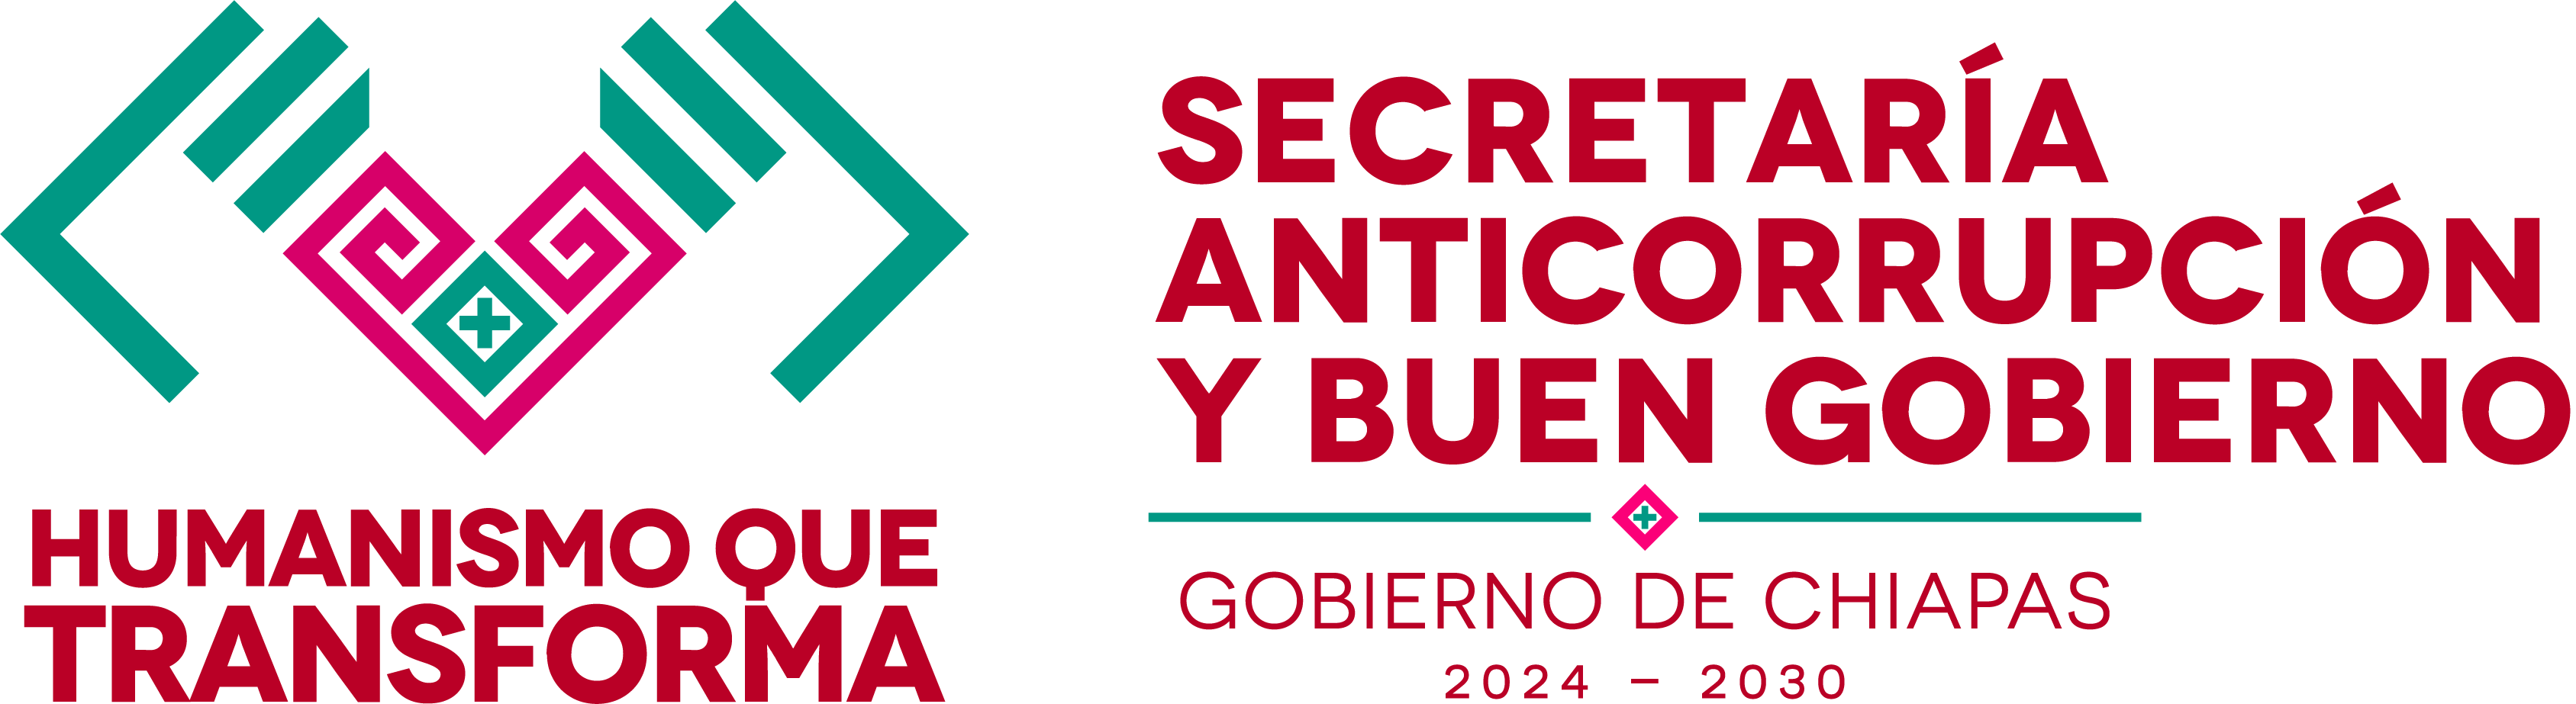 HUMANISMO QUE
TRANSFORMA
SECRETARÍA
ANTICORRUPCIÓN
Y BUEN GOBIERNO
GOBIERNO DE CHIAPAS
2024 – 2030